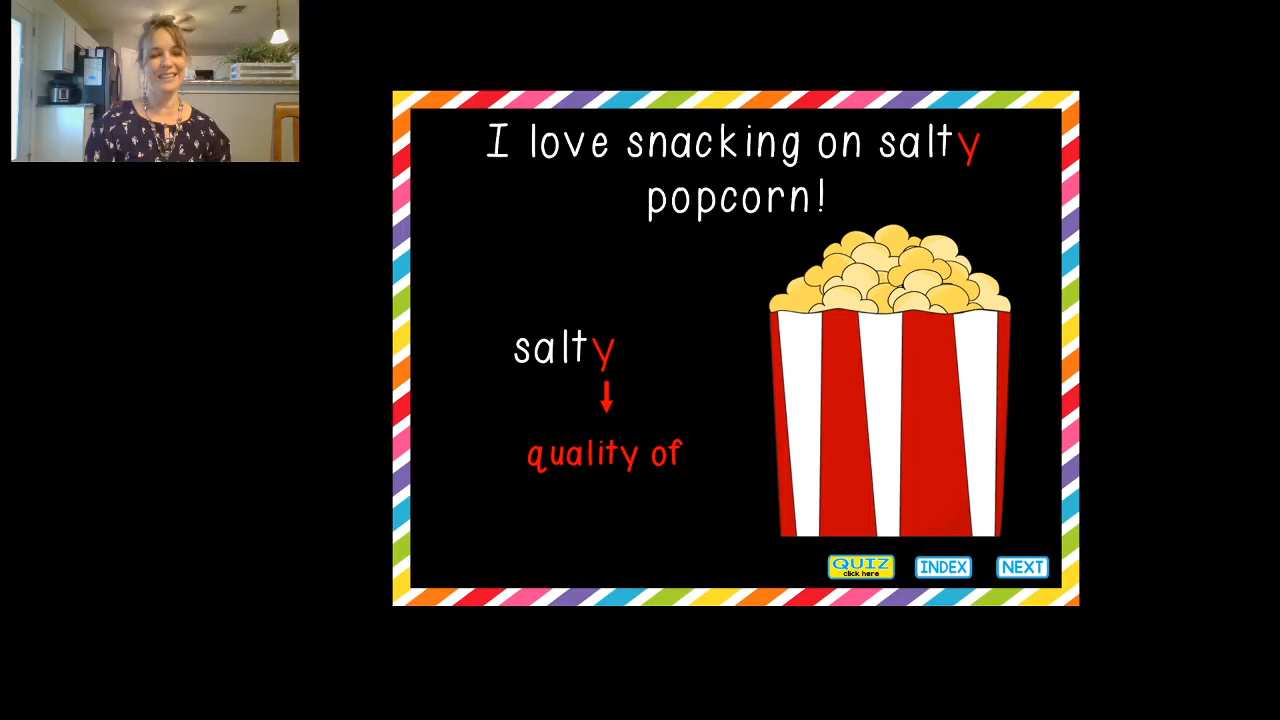 I love snacking on salty
popcorn!
salty
quality of
QUIZ
click here
INDEX
NEXT